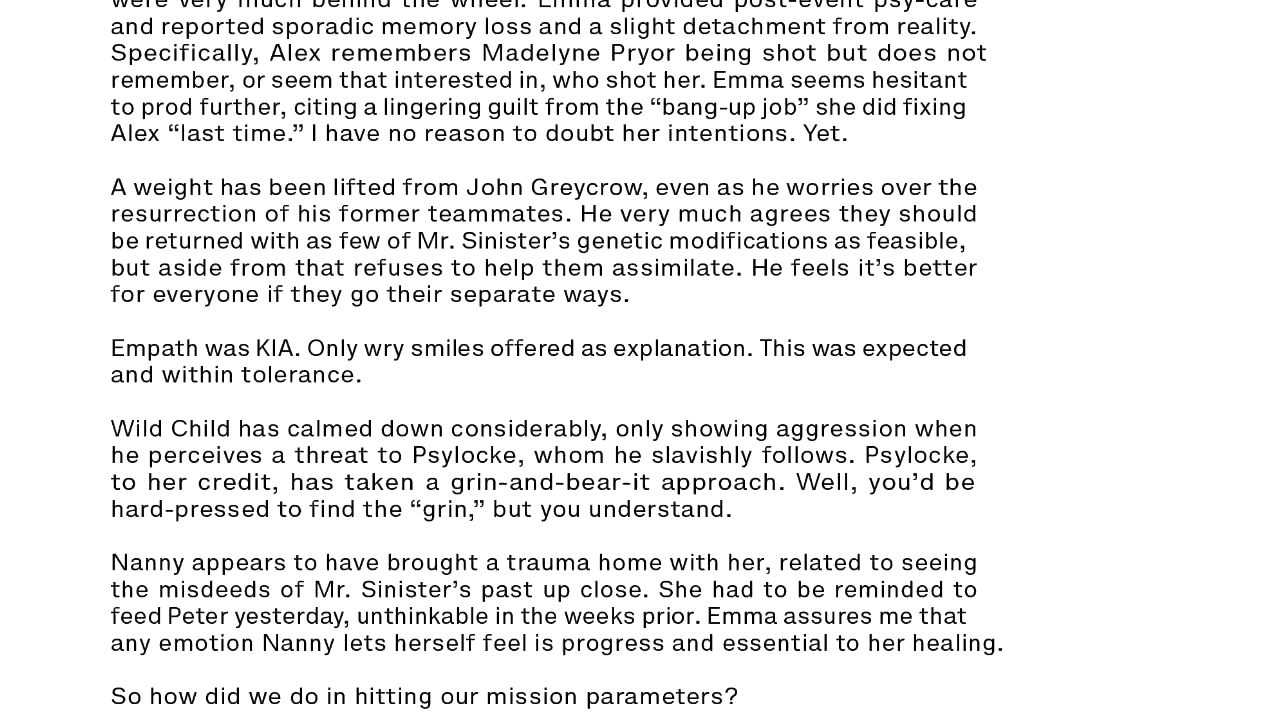 were very much behind the wheel. Emma provided post-event psy-care
and reported sporadic memory loss and a slight detachment from reality.
Specifically, Alex remembers Madelyne Pryor being shot but does not
remember, or seem that interested in, who shot her. Emma seems hesitant
to prod further, citing a lingering guilt from the “bang-up job” she did fixing
Alex “last time.” I have no reason to doubt her intentions. Yet.
A weight has been lifted from John Greycrow, even as he worries over the
resurrection of his former teammates. He very much agrees they should
be returned with as few of Mr. Sinister’s genetic modifications as feasible,
but aside from that refuses to help them assimilate. He feels it’s better
for everyone if they go their separate ways.
Empath was KIA. Only wry smiles offered as explanation. This was expected
and within tolerance.
Wild Child has calmed down considerably, only showing aggression when
he perceives a threat to Psylocke, whom he slavishly follows. Psylocke,
to her credit, has taken a grin-and-bear-it approach. Well, you’d be
hard-pressed to find the “grin,” but you understand.
Nanny appears to have brought a trauma home with her, related to seeing
the misdeeds of Mr. Sinister’s past up close. She had to be reminded to
feed Peter yesterday, unthinkable in the weeks prior. Emma assures me that
any emotion Nanny lets herself feel is progress and essential to her healing.
So how did we do in hitting our mission parameters?